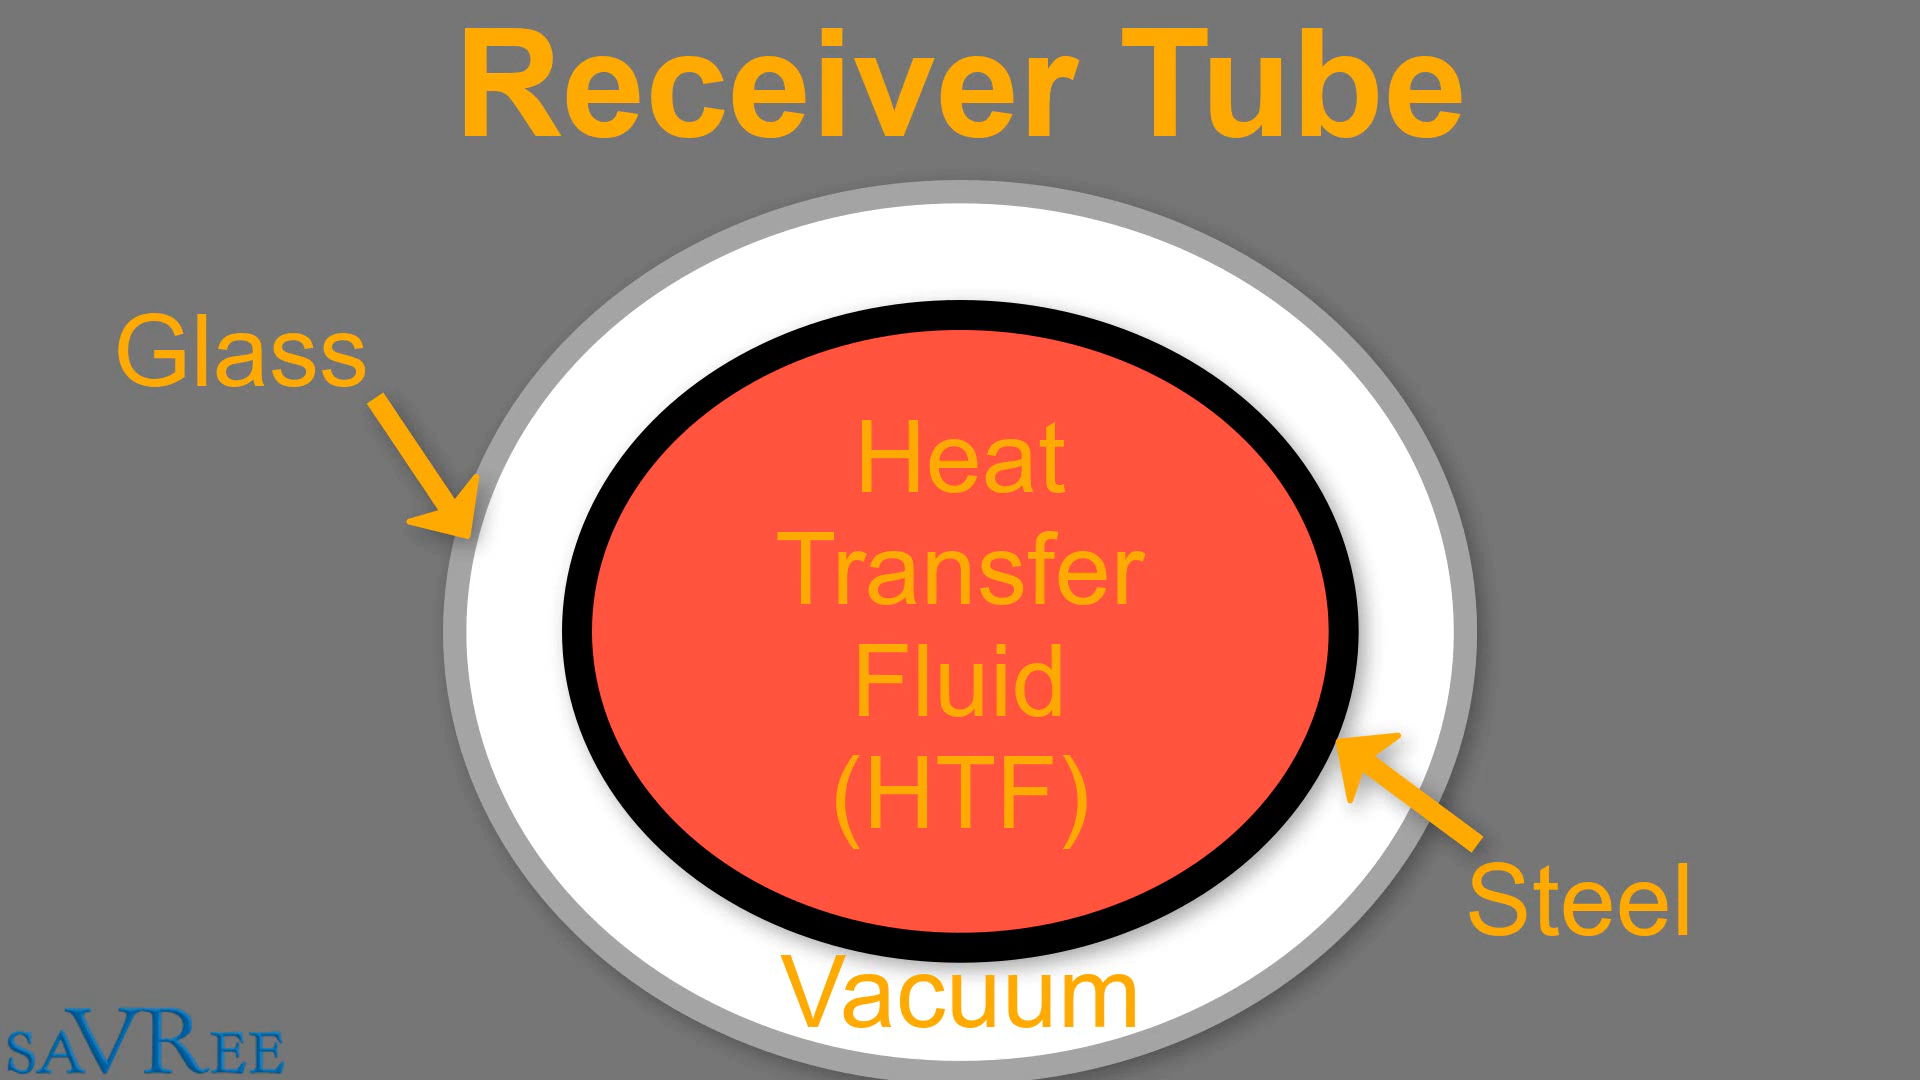 Receiver Tube
Glass
Heat
Transfer
Fluid
(HTF)
Steel
Vacuum
saVRee